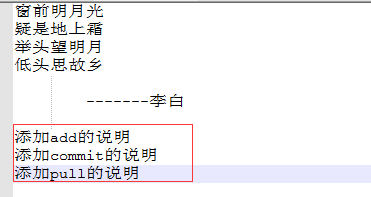 窗前明月光
疑是地上霜
举头望明月
低头思故乡
-------李白
添加add的说明
添加commit的说明
添加pull的说明